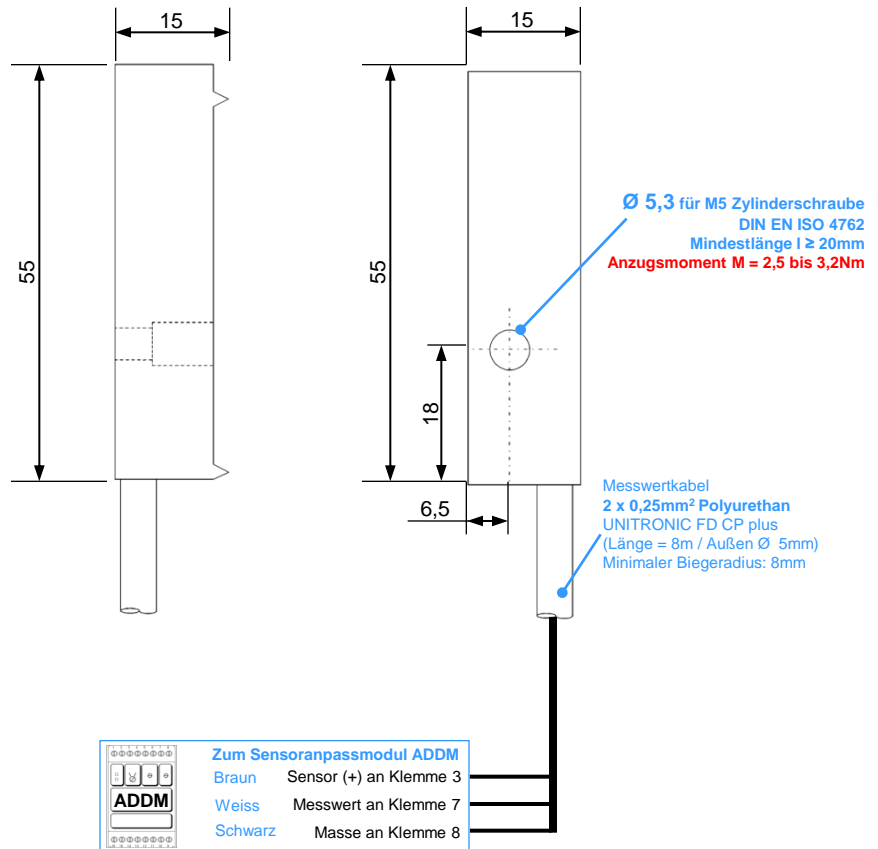 15
15
Ø 5,3 für M5 Zylinderschraube
DIN EN ISO 4762
Mindestlänge l ≥ 20mm
Anzugsmoment M = 2,5 bis 3,2Nm
55
55
18
6,5
Messwertkabel
2 x 0,25mm² Polyurethan
UNITRONIC FD CP plus
(Länge = 8m / Außen Ø 5mm)
Minimaler Biegeradius: 8mm
Zum Sensoranpassmodul ADDM
Braun Sensor (+) an Klemme 3
ADDM
Weiss Messwert an Klemme 7
Schwarz Masse an Klemme 8